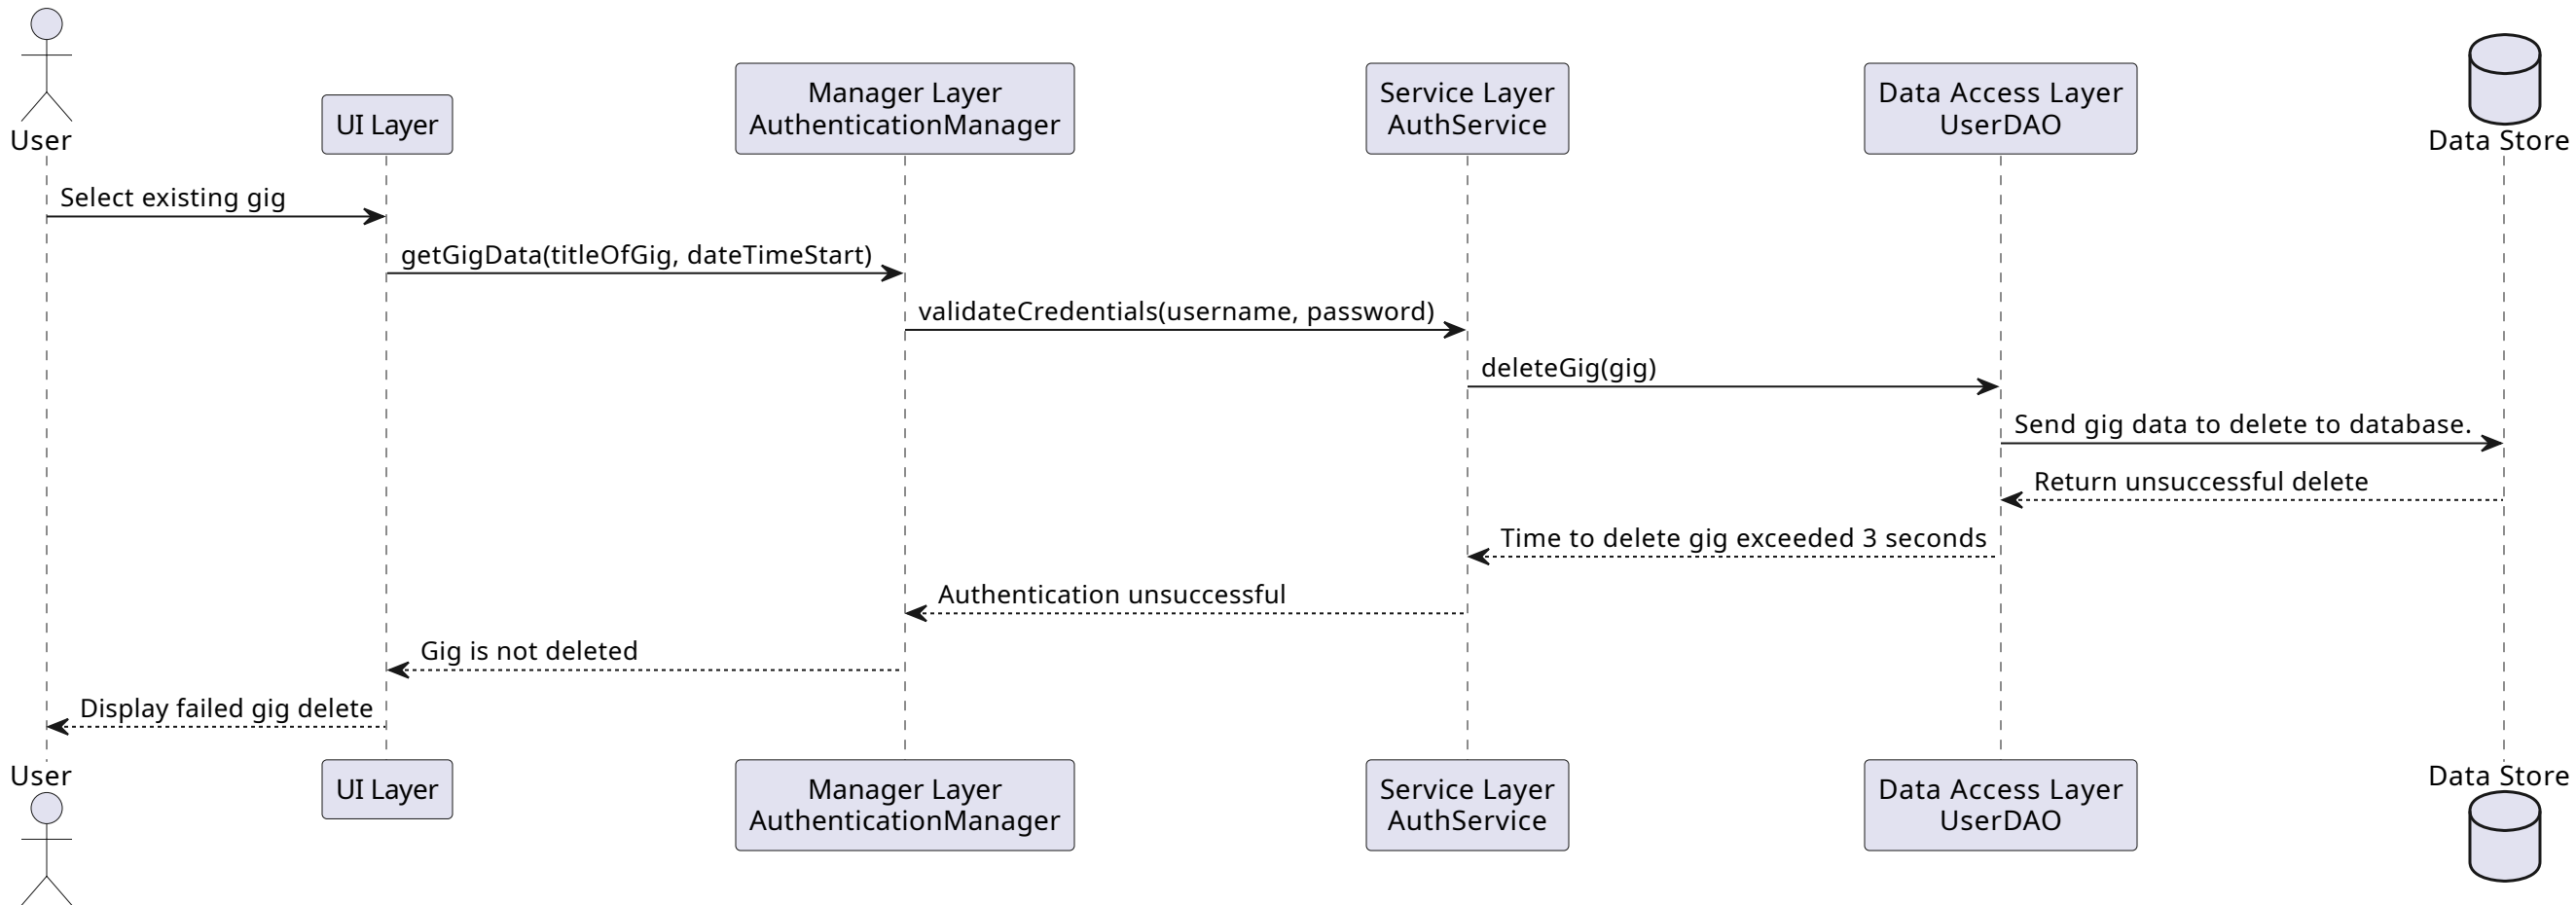 User
UI Layer
Manager Layer
AuthenticationManager
Service Layer
AuthService
Data Access Layer
UserDAO
Data Store
Select existing gig
getGigData(titleOfGig, dateTimeStart)
validateCredentials(username, password)
deleteGig(gig)
Send gig data to delete to database.
Return unsuccessful delete
Time to delete gig exceeded 3 seconds
Authentication unsuccessful
Gig is not deleted
Display failed gig delete
User
UI Layer
Manager Layer
AuthenticationManager
Service Layer
AuthService
Data Access Layer
UserDAO
Data Store